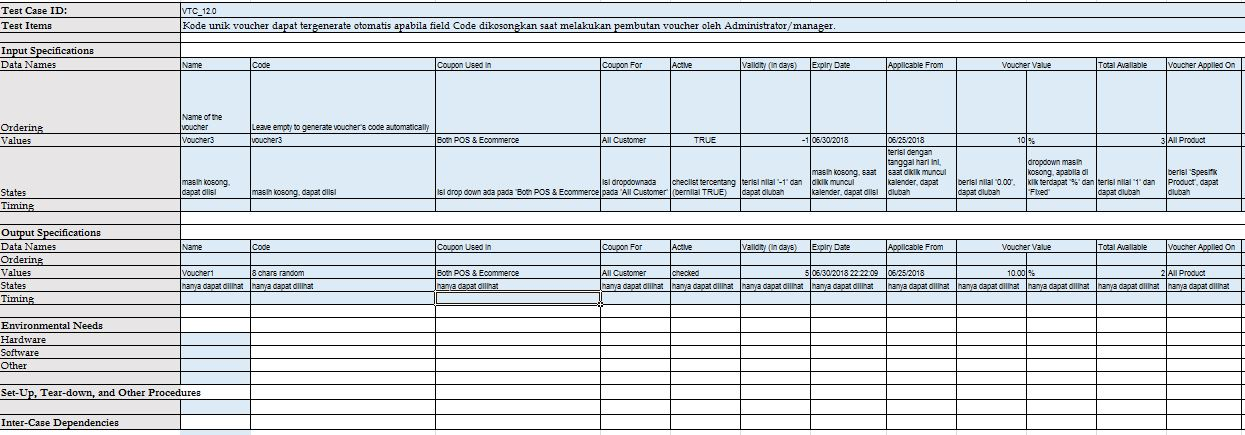 Test Case ID: VTC_12.0
Test Items Kode unik voucher dapat tergenerate otomatis apabila field Code dikosongkan saat melakukan pembutan voucher oleh Administrator/manager.
Input Specifications
Data Names Name Code Coupon Used in Coupon For Active Validity (in days) Expiry Date Applicable From Voucher Value Total Available Voucher Applied On
Ordering Name of the voucher Leave empty to generate voucher's code automatically
Values Voucher3 voucher3 Both POS & Ecommerce All Customer TRUE -1 06/30/2018 06/25/2018 10 % 3 All Product
States masih kosong, dapat diisi masih kosong, dapat diisi isi drop down ada pada 'Both POS & Ecommerce isi dropdownada pada 'All Customer' checlist tercentang (bernilai TRUE) terisi nilai '-1' dan dapat diubah masih kosong, saat diklik muncul kalender, dapat diisi terisi dengan tanggal hari ini, saat diklik muncul kalender, dapat diubah berisi nilai '0.00', dapat diubah dropdown masih kosong, apabila di klik terdapat '%' dan 'Fixed' terisi nilai '1' dan dapat diubah berisi 'Spesifik Product', dapat diubah
Timing
Output Specifications
Data Names Name Code Coupon Used in Coupon For Active Validity (in days) Expiry Date Applicable From Voucher Value Total Available Voucher Applied On
Ordering
Values Voucher1 8 chars random Both POS & Ecommerce All Customer checked 5 06/30/2018 22:22:09 06/25/2018 10.00 % 2 All Product
States hanya dapat dilihat hanya dapat dilihat hanya dapat dilihat hanya dapat dilihat hanya dapat dilihat hanya dapat dilihat hanya dapat dilihat hanya dapat dilihat hanya dapat dilihat hanya dapat dilihat hanya dapat dilihat hanya dapat dilihat
Timing
Environmental Needs
Hardware
Software
Other
Set-Up, Tear-down, and Other Procedures
Inter-Case Dependencies